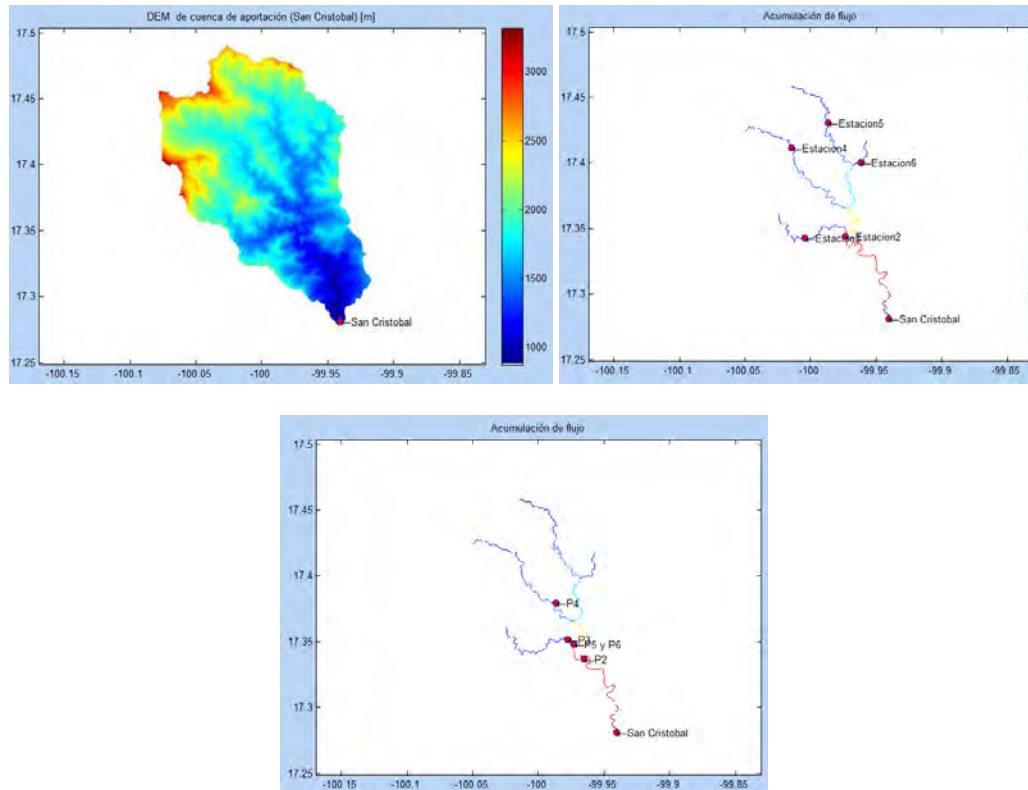 DEM de cuenca de aportación (San Cristobal) [m]
17.5
17.45
17.4
17.35
17.3
17.25
-100.15
-100.1
-100.05
-100
-99.95
-99.9
-99.85
San Cristobal
3000
2500
2000
1500
1000
Acumulación de flujo
17.5
17.45
17.4
17.35
17.3
17.25
-100.15
-100.1
-100.05
-100
-99.95
-99.9
-99.85
Estacion5
Estacion4
Estacion6
Estacion
Estacion2
San Cristobal
Acumulación de flujo
17.5
17.45
17.4
17.35
17.3
17.25
-100.15
-100.1
-100.05
-100
-99.95
-99.9
-99.85
P4
P3
P5 y P6
P2
San Cristobal